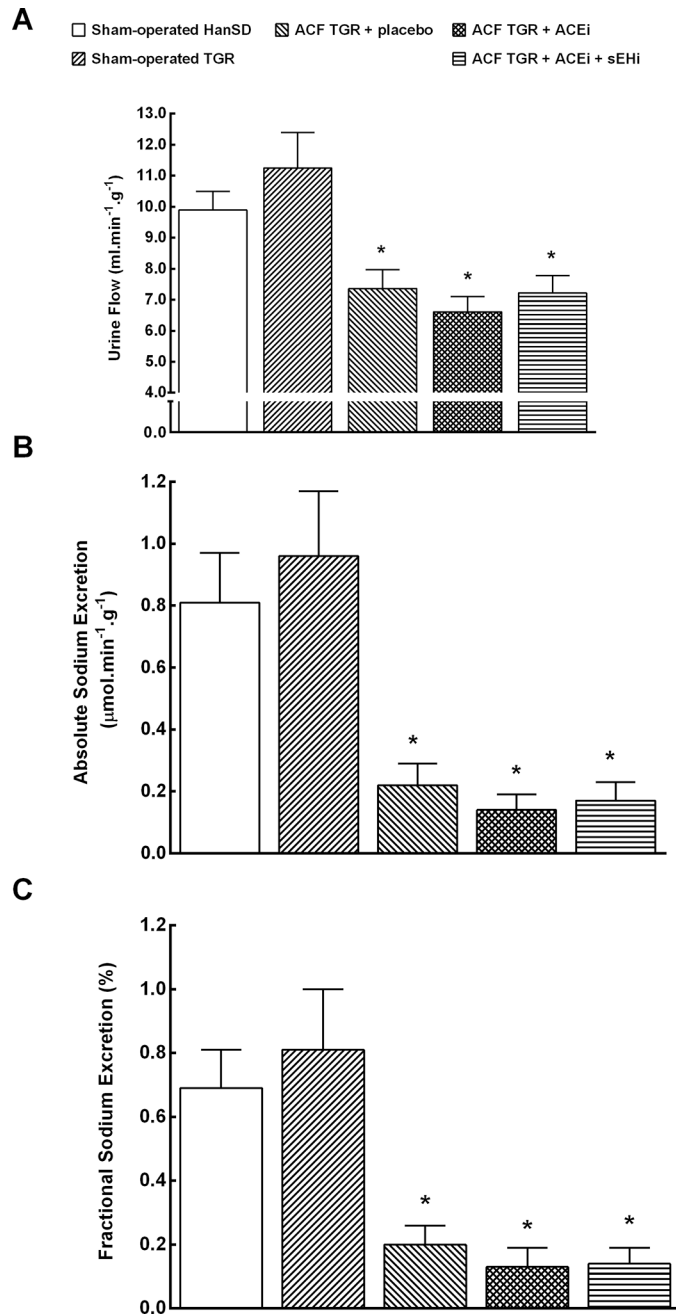 A
Sham-operated HanSD
ACF TGR + placebo
ACF TGR + ACEi
Sham-operated TGR
ACF TGR + ACEi + sEHi
Urine Flow (ml.min⁻¹.g⁻¹)
13.0
12.0
11.0
10.0
9.0
8.0
7.0
6.0
5.0
4.0
0.0
*
*
*
B
Absolute Sodium Excretion
(µmol.min⁻¹.g⁻¹)
1.2
1.0
0.8
0.6
0.4
0.2
0.0
*
*
*
C
Fractional Sodium Excretion (%)
1.2
1.0
0.8
0.6
0.4
0.2
0.0
*
*
*